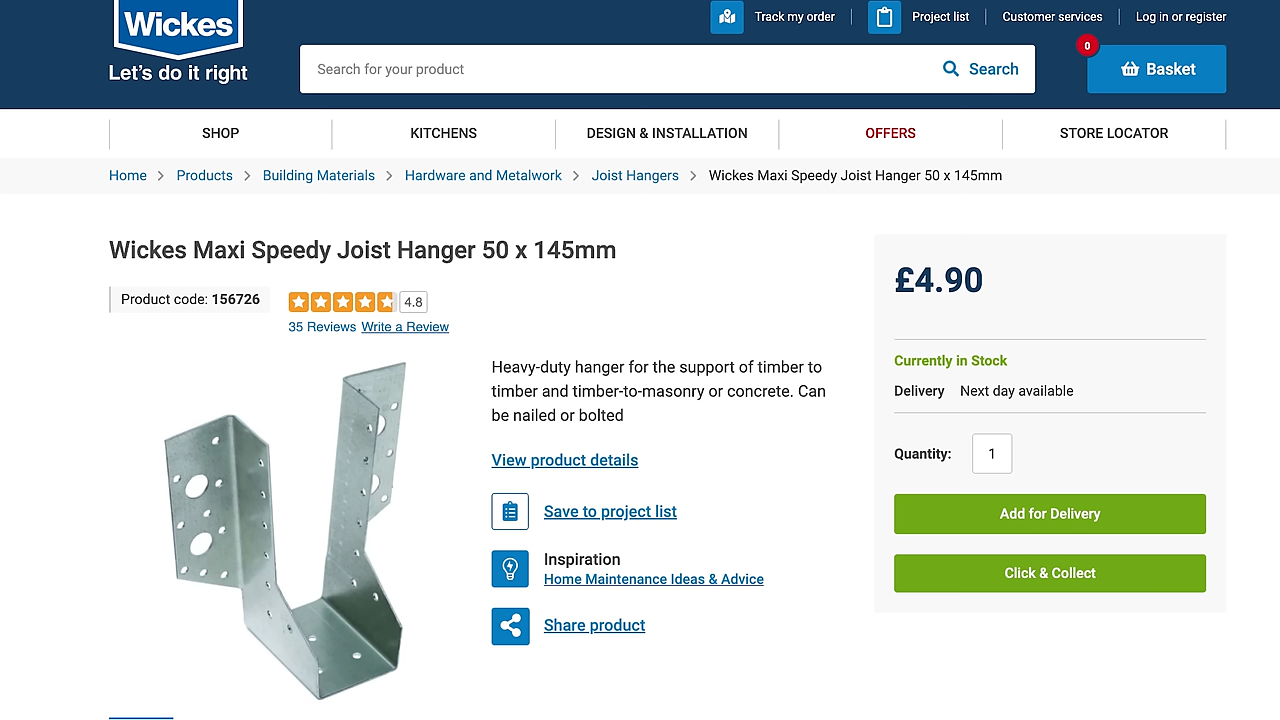 Wickes
Let's do it right
Track my order
Project list
Customer services
Log in or register
Search for your product
Search
0
Basket
SHOP
KITCHENS
DESIGN & INSTALLATION
OFFERS
STORE LOCATOR
Home
Products
Building Materials
Hardware and Metalwork
Joist Hangers
Wickes Maxi Speedy Joist Hanger 50 x 145mm
Wickes Maxi Speedy Joist Hanger 50 x 145mm
Product code: 156726
4.8
35 Reviews Write a Review
Heavy-duty hanger for the support of timber to
timber and timber-to-masonry or concrete. Can
be nailed or bolted
View product details
Save to project list
Inspiration
Home Maintenance Ideas & Advice
Share product
£4.90
Currently in Stock
Delivery Next day available
Quantity: 1
Add for Delivery
Click & Collect